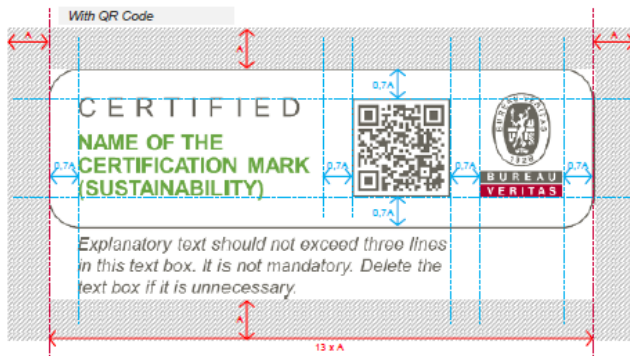 With QR Code
A
A
A
0,7A
CERTIFIED
NAME OF THE
CERTIFICATION MARK
(SUSTAINABILITY)
0,7A
0,7A
0,7A
0,7A
0,7A
BUREAU VERITAS
1828
BUREAU
VERITAS
Explanatory text should not exceed three lines
in this text box. It is not mandatory. Delete the
text box if it is unnecessary.
A
13 x A